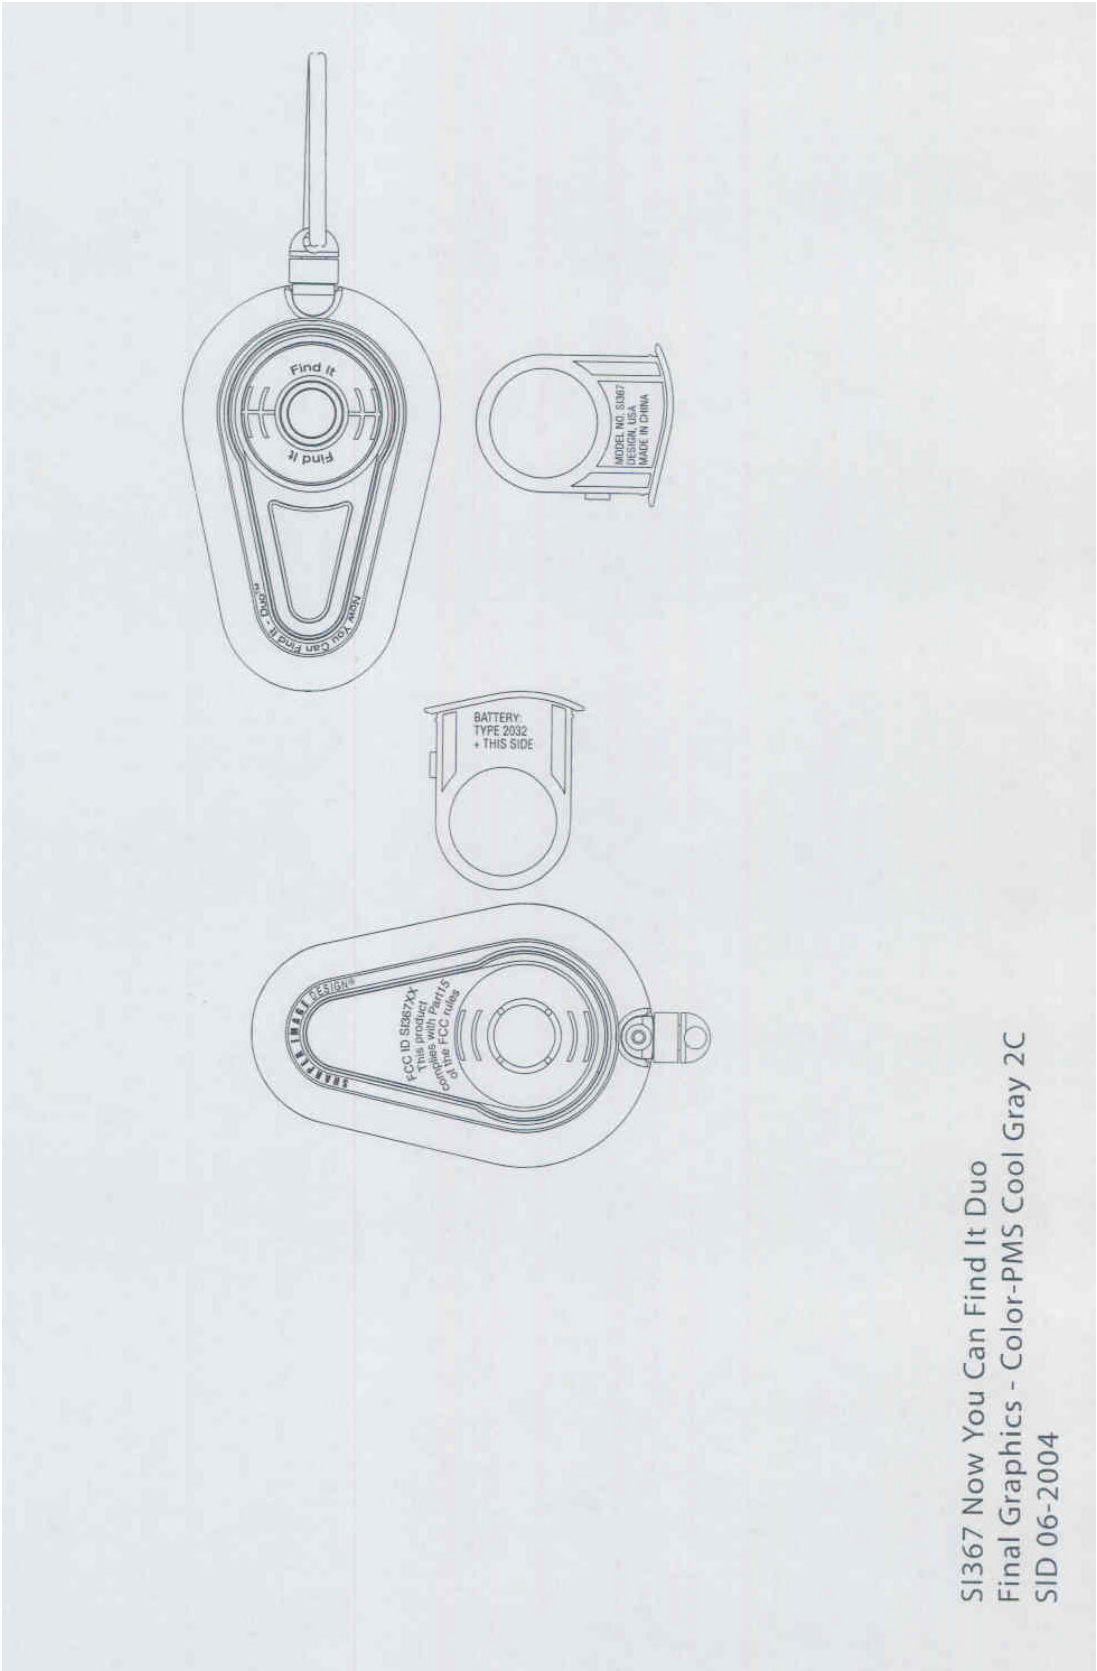 Find It
Find It
Now You Can Find It - Duo
MODEL NO. SI367
DESIGN, USA
MADE IN CHINA
BATTERY:
TYPE 2032
+ THIS SIDE
SHARPER IMAGE DESIGN®
FCC ID SI367XX
This product
complies with Part15
of the FCC rules
SI367 Now You Can Find It Duo
Final Graphics - Color-PMS Cool Gray 2C
SID 06-2004